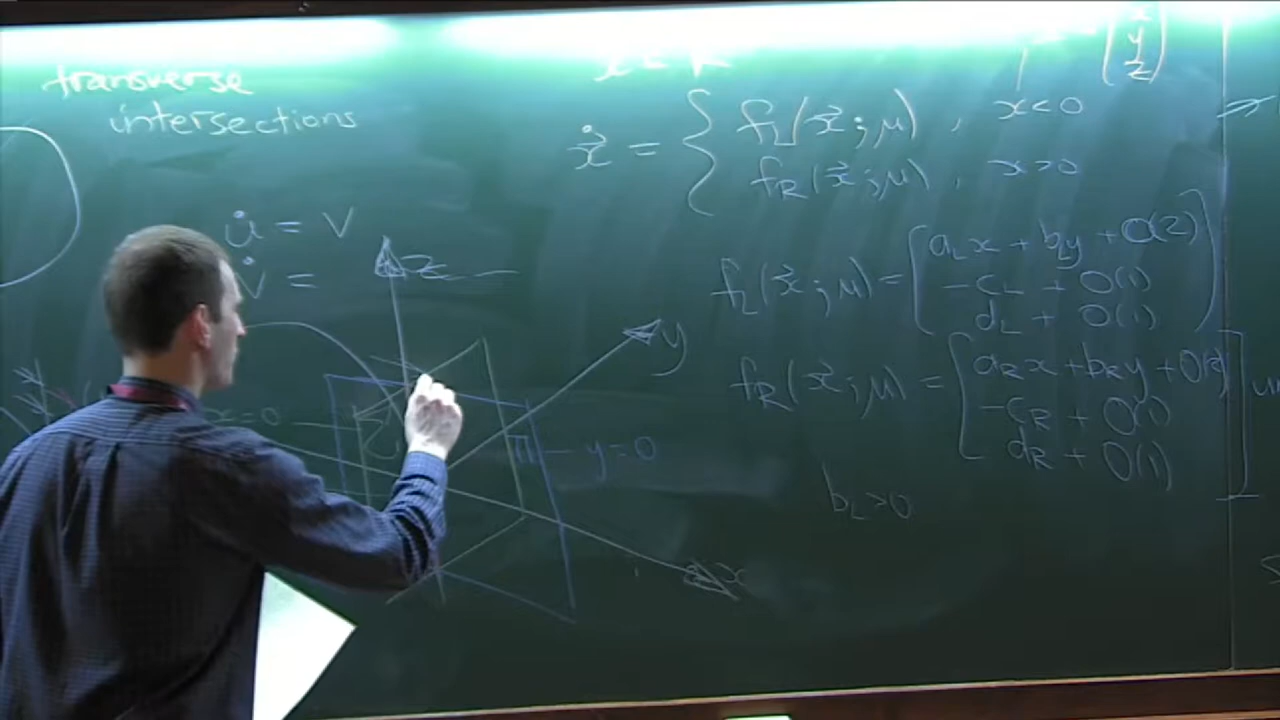 transverse
intersections
u̇ = v
v̇ =
z
y
x
x=0
Σ
Π — y=0
(x y z)
ẋ = { f_L(x⃗;μ), x<0
f_R(x⃗;μ), x>0
f_L(x⃗;μ) = [ a_L x + b_L y + O(2)
-c_L + O(1)
d_L + O(1) ]
f_R(x⃗;μ) = [ a_R x + b_R y + O(2)
-c_R + O(1)
d_R + O(1) ]
b_L > 0